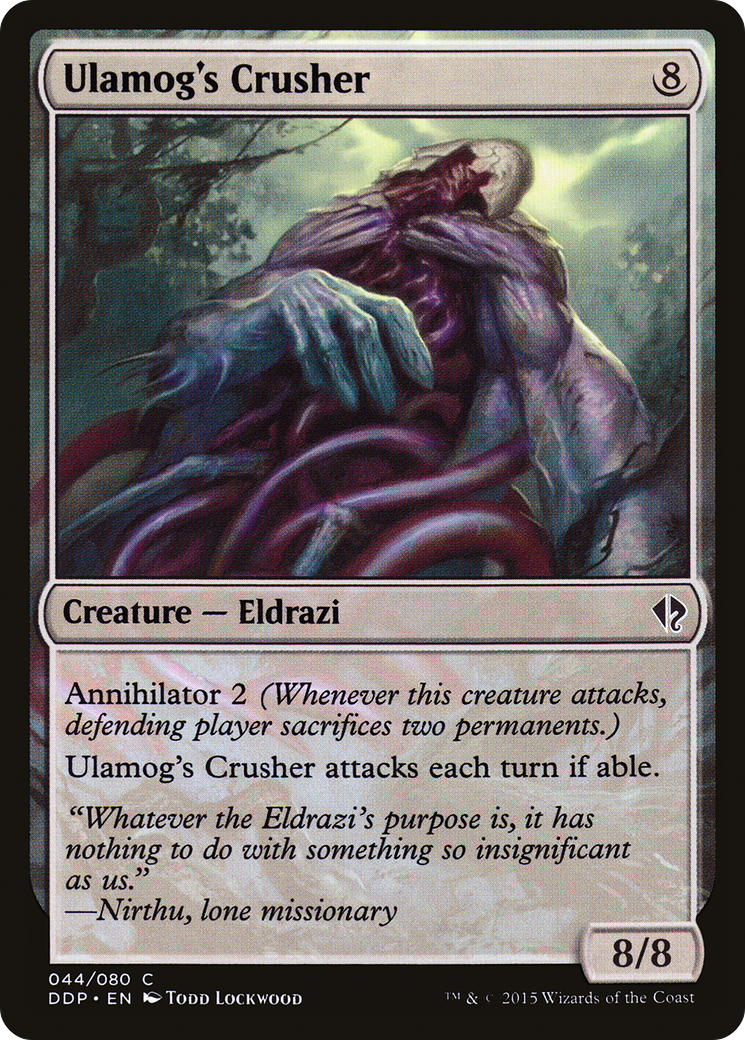 Ulamog's Crusher
8
Creature — Eldrazi
Annihilator 2 (Whenever this creature attacks,
defending player sacrifices two permanents.)
Ulamog's Crusher attacks each turn if able.
“Whatever the Eldrazi's purpose is, it has
nothing to do with something so insignificant
as us.”
—Nirthu, lone missionary
8/8
044/080 C
DDP • EN Todd Lockwood
™ & © 2015 Wizards of the Coast